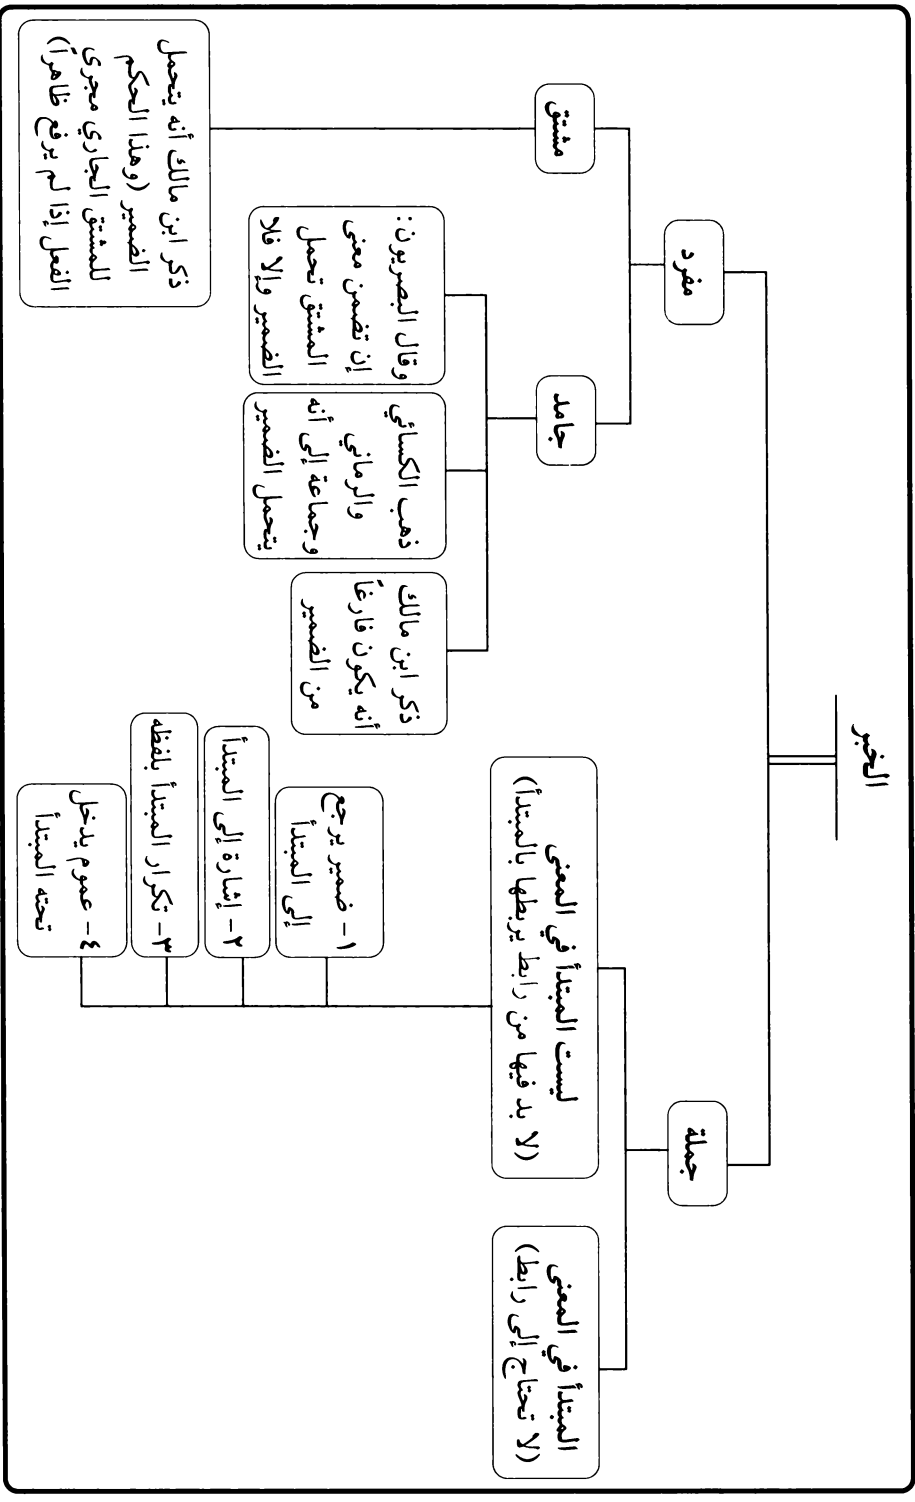 الخبر
مفرد
جملة
مشتق
جامد
ذكر ابن مالك أنه يتحمل
الضمير (وهذا الحكم
للمشتق الجاري مجرى
الفعل إذا لم يرفع ظاهراً)
وقال البصريون:
إن تضمن معنى
المشتق تحمل
الضمير وإلا فلا
ذهب الكسائي
والرماني
وجماعة إلى أنه
يتحمل الضمير
ذكر ابن مالك
أنه يكون فارغاً
من الضمير
ليست المبتدأ في المعنى
(لا بد فيها من رابط يربطها بالمبتدأ)
المبتدأ في المعنى
(لا تحتاج إلى رابط)
١- ضمير يرجع
إلى المبتدأ
٢- إشارة إلى المبتدأ
٣- تكرار المبتدأ بلفظه
٤- عموم يدخل
تحته المبتدأ